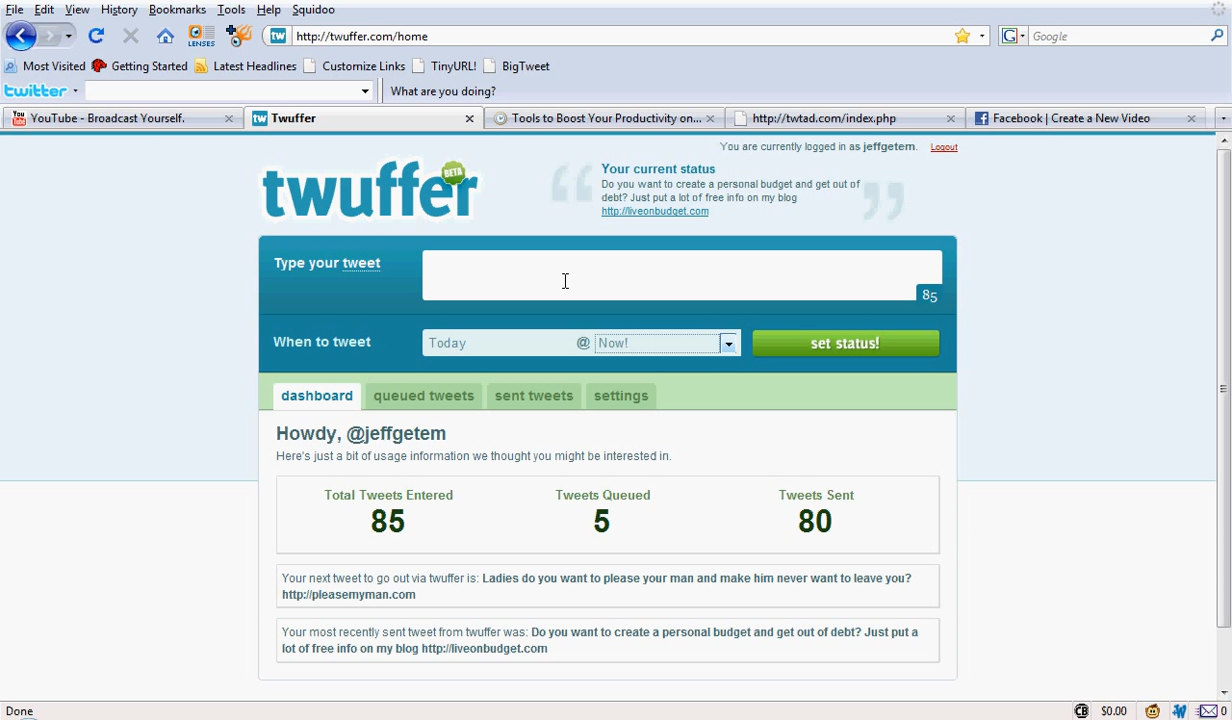 File Edit View History Bookmarks Tools Help Squidoo
LENSES tw http://twuffer.com/home G Google
Most Visited Getting Started Latest Headlines Customize Links TinyURL! BigTweet
twitter What are you doing?
You Tube YouTube - Broadcast Yourself. tw Twuffer Tools to Boost Your Productivity on... http://twtad.com/index.php Facebook | Create a New Video
You are currently logged in as jeffgetem. Logout
twuffer BETA
Your current status
Do you want to create a personal budget and get out of
debt? Just put a lot of free info on my blog
http://liveonbudget.com
Type your tweet
85
When to tweet Today @ Now! set status!
dashboard queued tweets sent tweets settings
Howdy, @jeffgetem
Here's just a bit of usage information we thought you might be interested in.
Total Tweets Entered Tweets Queued Tweets Sent
85 5 80
Your next tweet to go out via twuffer is: Ladies do you want to please your man and make him never want to leave you?
http://pleasemyman.com
Your most recently sent tweet from twuffer was: Do you want to create a personal budget and get out of debt? Just put a
lot of free info on my blog http://liveonbudget.com
Done CB $0.00 W 0